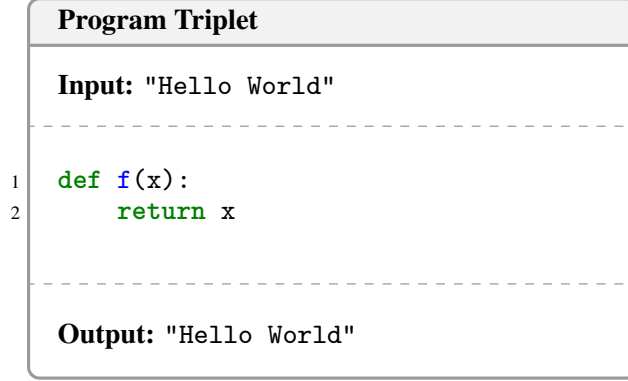 Program Triplet
Input: "Hello World"
1 def f(x):
2     return x
Output: "Hello World"